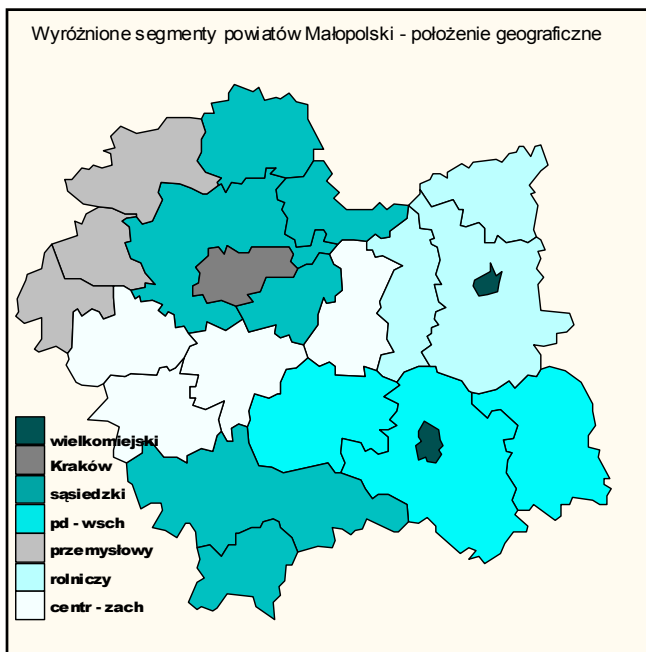 Wyróżnione segmenty powiatów Małopolski - położenie geograficzne
wielkomiejski
Kraków
sąsiedzki
pd - wsch
przemysłowy
rolniczy
centr - zach